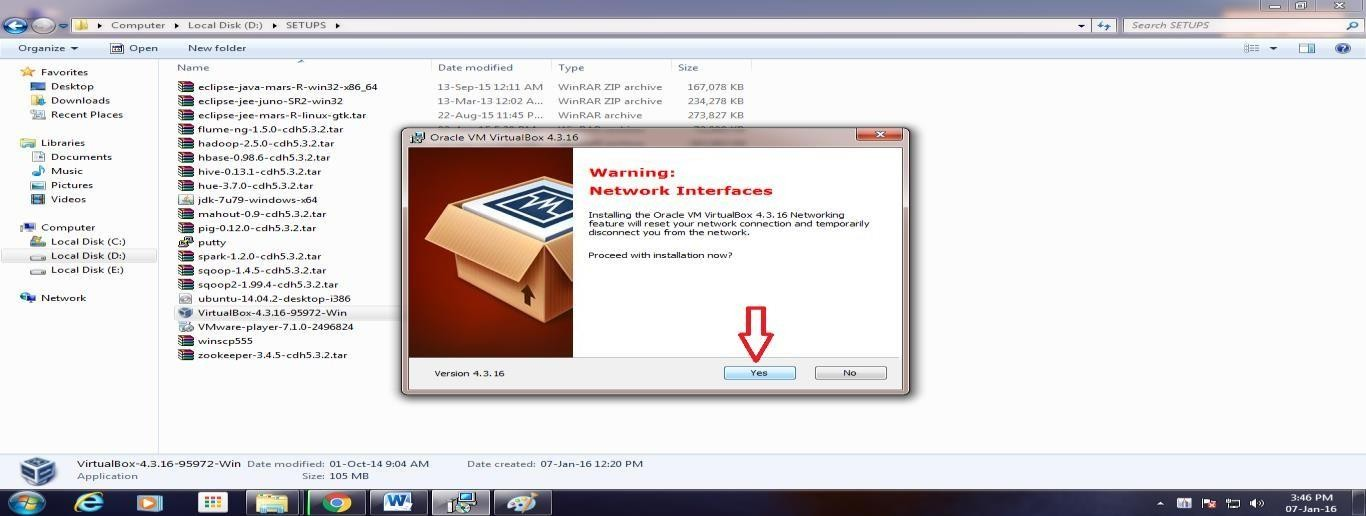 Computer ▸ Local Disk (D:) ▸ SETUPS ▸
Search SETUPS
Organize Open New folder
Name Date modified Type Size
Favorites
Desktop
Downloads
Recent Places
Libraries
Documents
Music
Pictures
Videos
Computer
Local Disk (C:)
Local Disk (D:)
Local Disk (E:)
Network
eclipse-java-mars-R-win32-x86_64 13-Sep-15 12:11 AM WinRAR ZIP archive 167,078 KB
eclipse-jee-juno-SR2-win32 13-Mar-13 12:02 A... WinRAR ZIP archive 234,278 KB
eclipse-jee-mars-R-linux-gtk.tar 22-Aug-15 11:45 P... WinRAR archive 273,827 KB
flume-ng-1.5.0-cdh5.3.2.tar
hadoop-2.5.0-cdh5.3.2.tar
hbase-0.98.6-cdh5.3.2.tar
hive-0.13.1-cdh5.3.2.tar
hue-3.7.0-cdh5.3.2.tar
jdk-7u79-windows-x64
mahout-0.9-cdh5.3.2.tar
pig-0.12.0-cdh5.3.2.tar
putty
spark-1.2.0-cdh5.3.2.tar
sqoop-1.4.5-cdh5.3.2.tar
sqoop2-1.99.4-cdh5.3.2.tar
ubuntu-14.04.2-desktop-i386
VirtualBox-4.3.16-95972-Win
VMware-player-7.1.0-2496824
winscp555
zookeeper-3.4.5-cdh5.3.2.tar
Oracle VM VirtualBox 4.3.16
Warning:
Network Interfaces
Installing the Oracle VM VirtualBox 4.3.16 Networking
feature will reset your network connection and temporarily
disconnect you from the network.
Proceed with installation now?
Version 4.3.16
Yes No
VirtualBox-4.3.16-95972-Win Date modified: 01-Oct-14 9:04 AM Date created: 07-Jan-16 12:20 PM
Application Size: 105 MB
3:46 PM
07-Jan-16